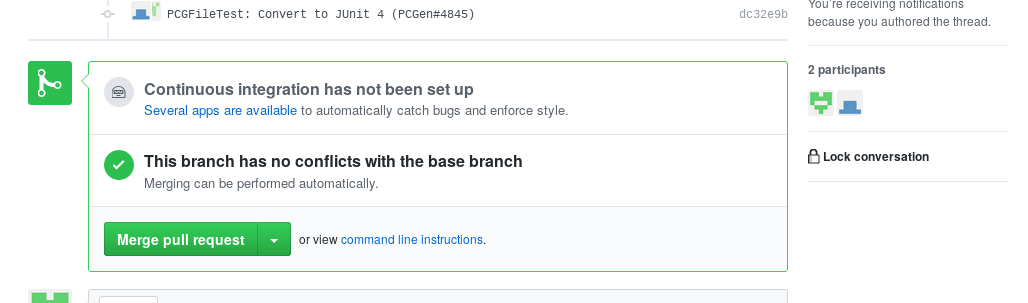 PCGFileTest: Convert to JUnit 4 (PCGen#4845) dc32e9b
You're receiving notifications
because you authored the thread.
2 participants
Lock conversation
Continuous integration has not been set up
Several apps are available to automatically catch bugs and enforce style.
This branch has no conflicts with the base branch
Merging can be performed automatically.
Merge pull request or view command line instructions.